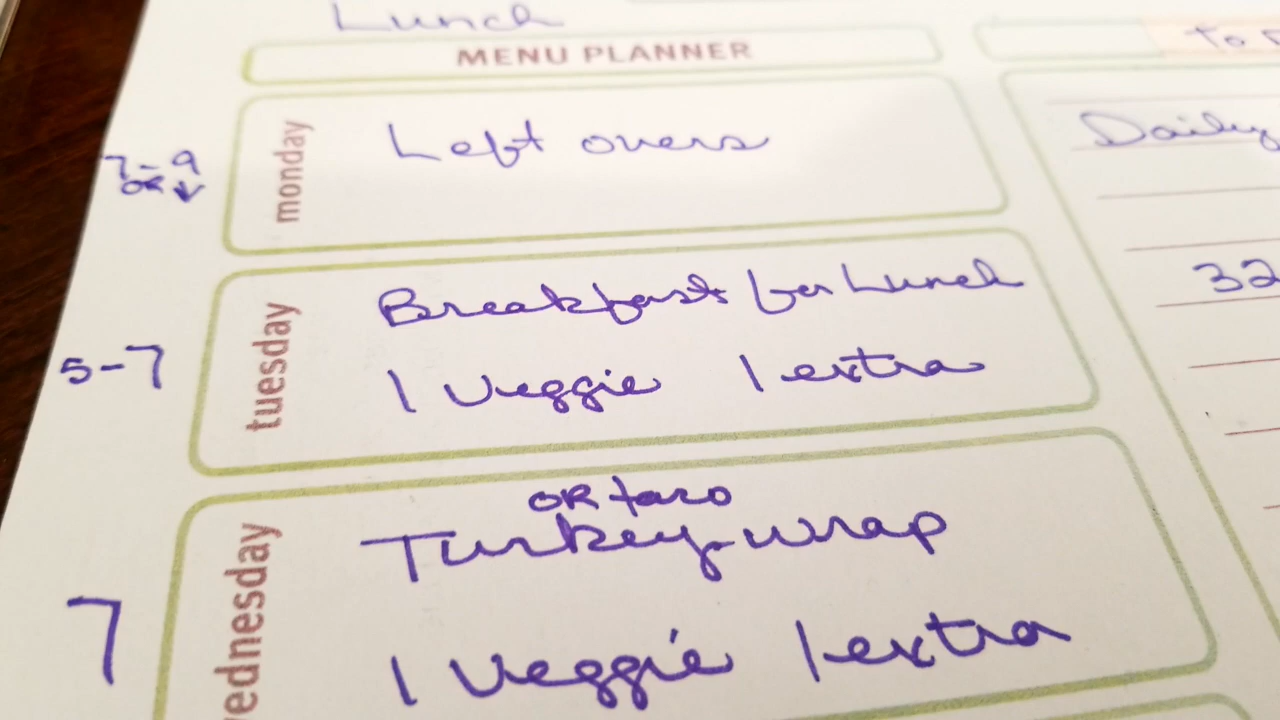 Lunch
MENU PLANNER
to
monday
Left overs
7-9
OR ↓
Daily
tuesday
Breakfast for Lunch
1 Veggie 1 extra
5-7
32
wednesday
OR taco
Turkey wrap
1 Veggie 1 extra
7